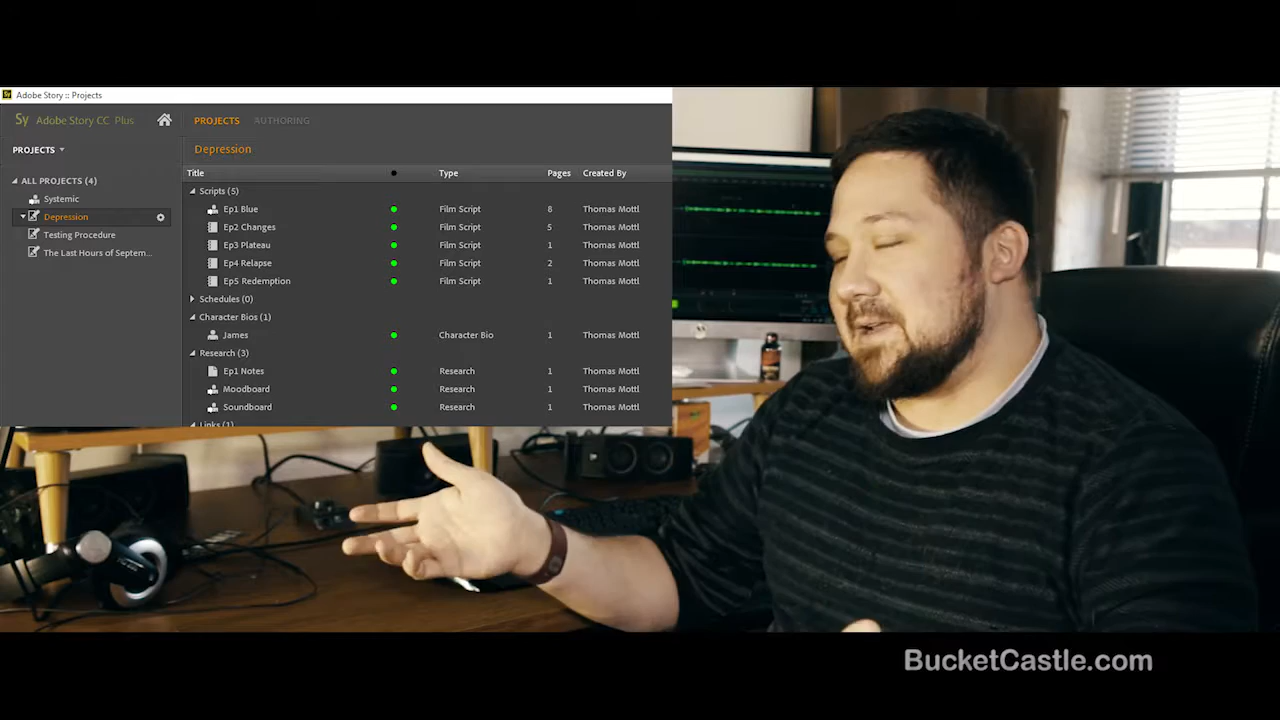 Adobe Story :: Projects
Sy Adobe Story CC Plus
PROJECTS AUTHORING
PROJECTS
Depression
Title Type Pages Created By
ALL PROJECTS (4)
Systemic
Depression
Testing Procedure
The Last Hours of Septem...
Scripts (5)
Ep1 Blue 8 Film Script Thomas Mottl
Ep2 Changes Film Script 5 Thomas Mottl
Ep3 Plateau Film Script 1 Thomas Mottl
Ep4 Relapse Film Script 2 Thomas Mottl
Ep5 Redemption Film Script 1 Thomas Mottl
Schedules (0)
Character Bios (1)
James Character Bio 1 Thomas Mottl
Research (3)
Ep1 Notes Research 1 Thomas Mottl
Moodboard Research 1 Thomas Mottl
Soundboard Research 1 Thomas Mottl
Links (1)
BucketCastle.com